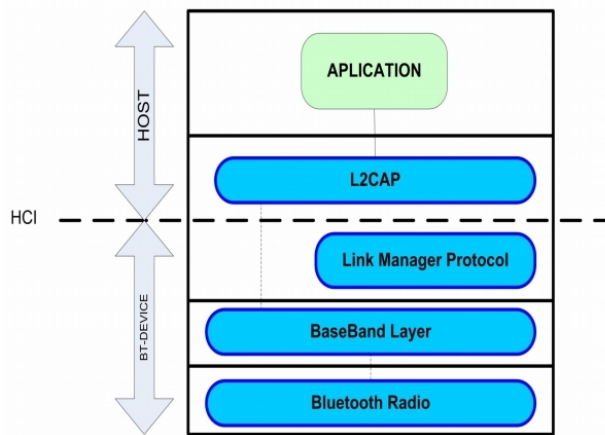 APLICATION
HOST
L2CAP
HCI
Link Manager Protocol
BT-DEVICE
BaseBand Layer
Bluetooth Radio